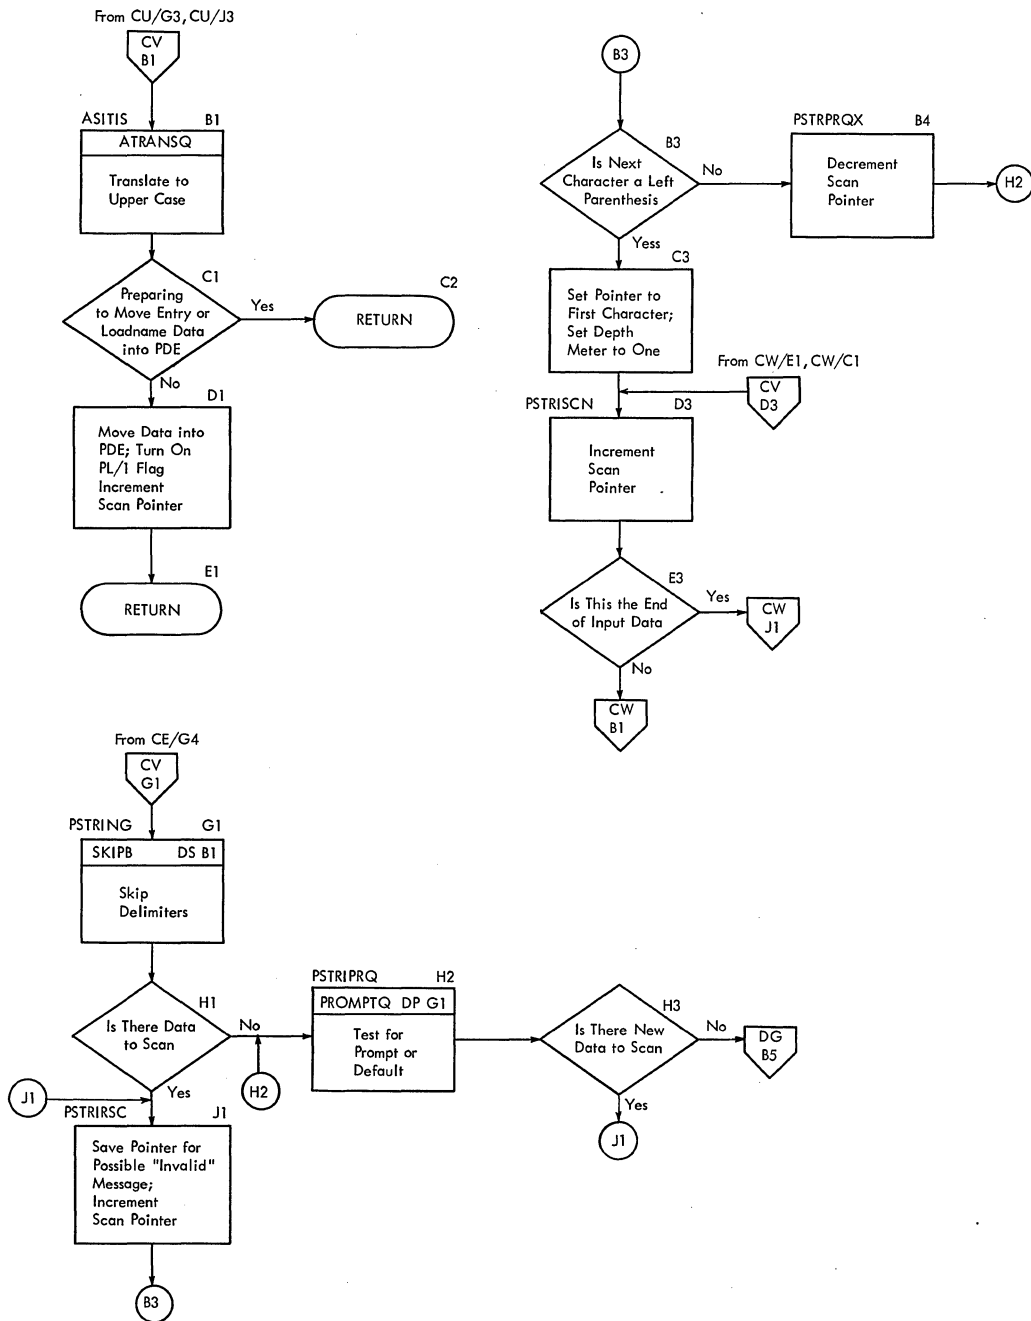 From CU/G3, CU/J3
CV
B1
ASITIS B1
ATRANSQ
Translate to
Upper Case
C1
Preparing
to Move Entry or
Loadname Data
into PDE
Yes
C2
RETURN
No
D1
Move Data into
PDE; Turn On
PL/1 Flag
Increment
Scan Pointer
E1
RETURN
B3
B3
Is Next
Character a Left
Parenthesis
No
PSTRPRQX B4
Decrement
Scan
Pointer
H2
Yess
C3
Set Pointer to
First Character;
Set Depth
Meter to One
From CW/E1, CW/C1
CV
D3
PSTRISCN D3
Increment
Scan
Pointer
E3
Is This the End
of Input Data
Yes
CW
J1
No
CW
B1
From CE/G4
CV
G1
PSTRING G1
SKIPB DS B1
Skip
Delimiters
H1
Is There Data
to Scan
No
H2
PSTRIPRQ H2
PROMPTQ DP G1
Test for
Prompt or
Default
H3
Is There New
Data to Scan
No
DG
B5
Yes
J1
Yes
J1
PSTRIRSC J1
Save Pointer for
Possible "Invalid"
Message;
Increment
Scan Pointer
B3